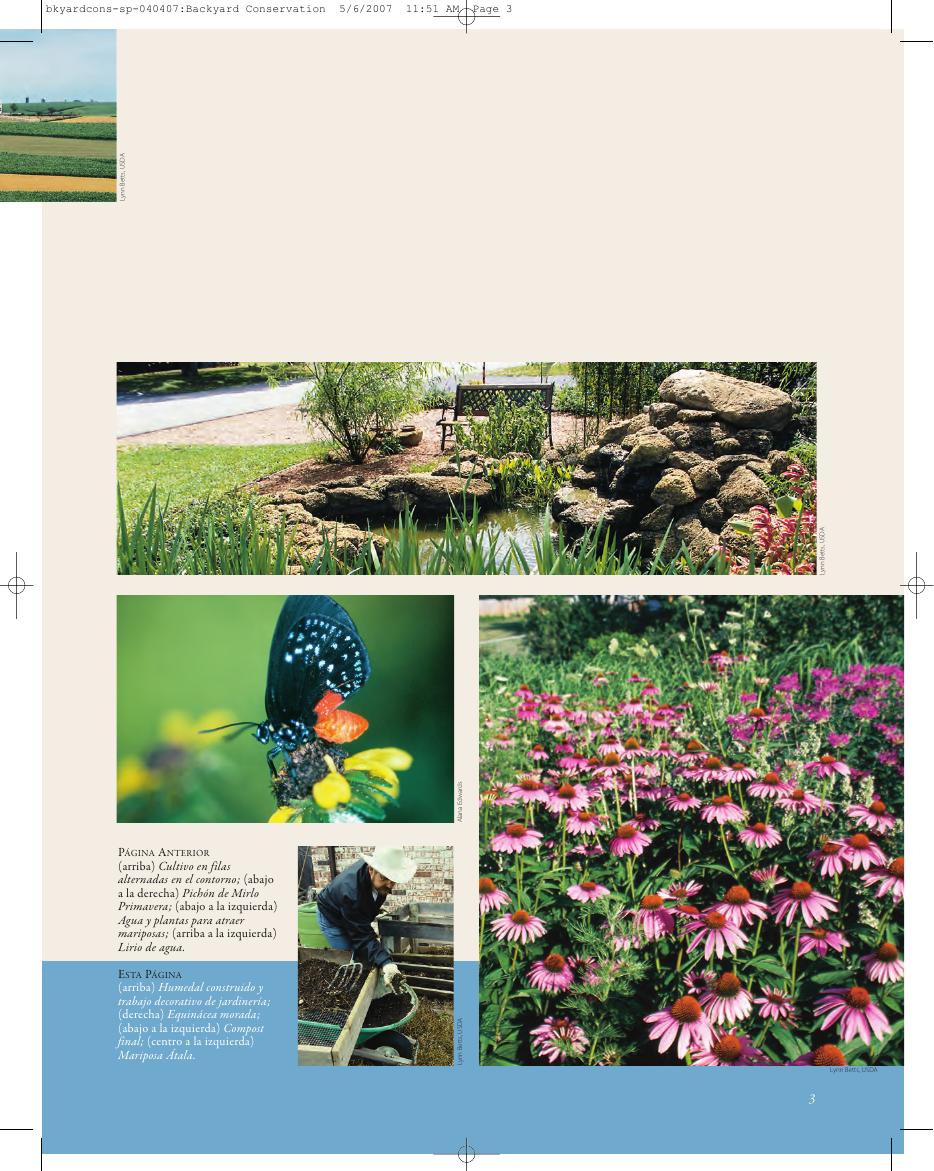 bkyardcons-sp-040407:Backyard Conservation 5/6/2007 11:51 AM Page 3
Lynn Betts, USDA
Lynn Betts, USDA
Alana Edwards
PÁGINA ANTERIOR
(arriba) Cultivo en filas
alternadas en el contorno; (abajo
a la derecha) Pichón de Mirlo
Primavera; (abajo a la izquierda)
Agua y plantas para atraer
mariposas; (arriba a la izquierda)
Lirio de agua.
ESTA PÁGINA
(arriba) Humedal construido y
trabajo decorativo de jardinería;
(derecha) Equinácea morada;
(abajo a la izquierda) Compost
final; (centro a la izquierda)
Mariposa Átala.
Lynn Betts, USDA
Lynn Betts, USDA
3